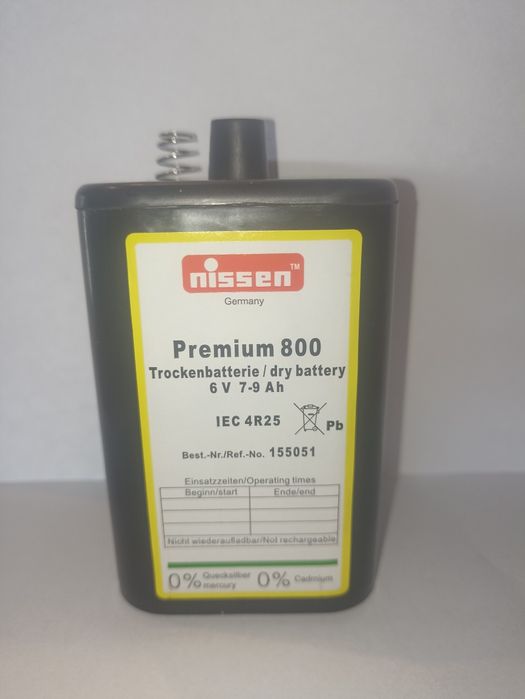 nissen™
Germany
Premium 800
Trockenbatterie / dry battery
6 V 7-9 Ah
IEC 4R25
Pb
Best.-Nr./Ref.-No. 155051
Einsatzzeiten/Operating times
Beginn/start Ende/end
Nicht wiederaufladbar/Not rechargeable
0% Quecksilber mercury 0% Cadmium